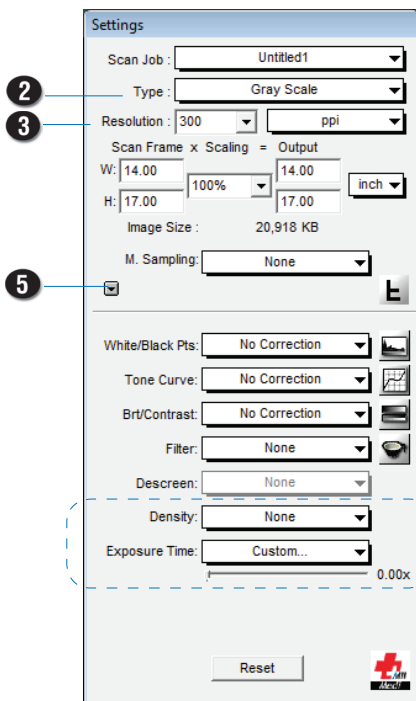 Settings
Scan Job : Untitled1
2 Type : Gray Scale
3 Resolution : 300 ppi
Scan Frame x Scaling = Output
W: 14.00 14.00
100% inch
H: 17.00 17.00
Image Size : 20,918 KB
M. Sampling: None
5
White/Black Pts: No Correction
Tone Curve: No Correction
Brt/Contrast: No Correction
Filter: None
Descreen: None
Density: None
Exposure Time: Custom...
0.00x
Reset
MII
Medi